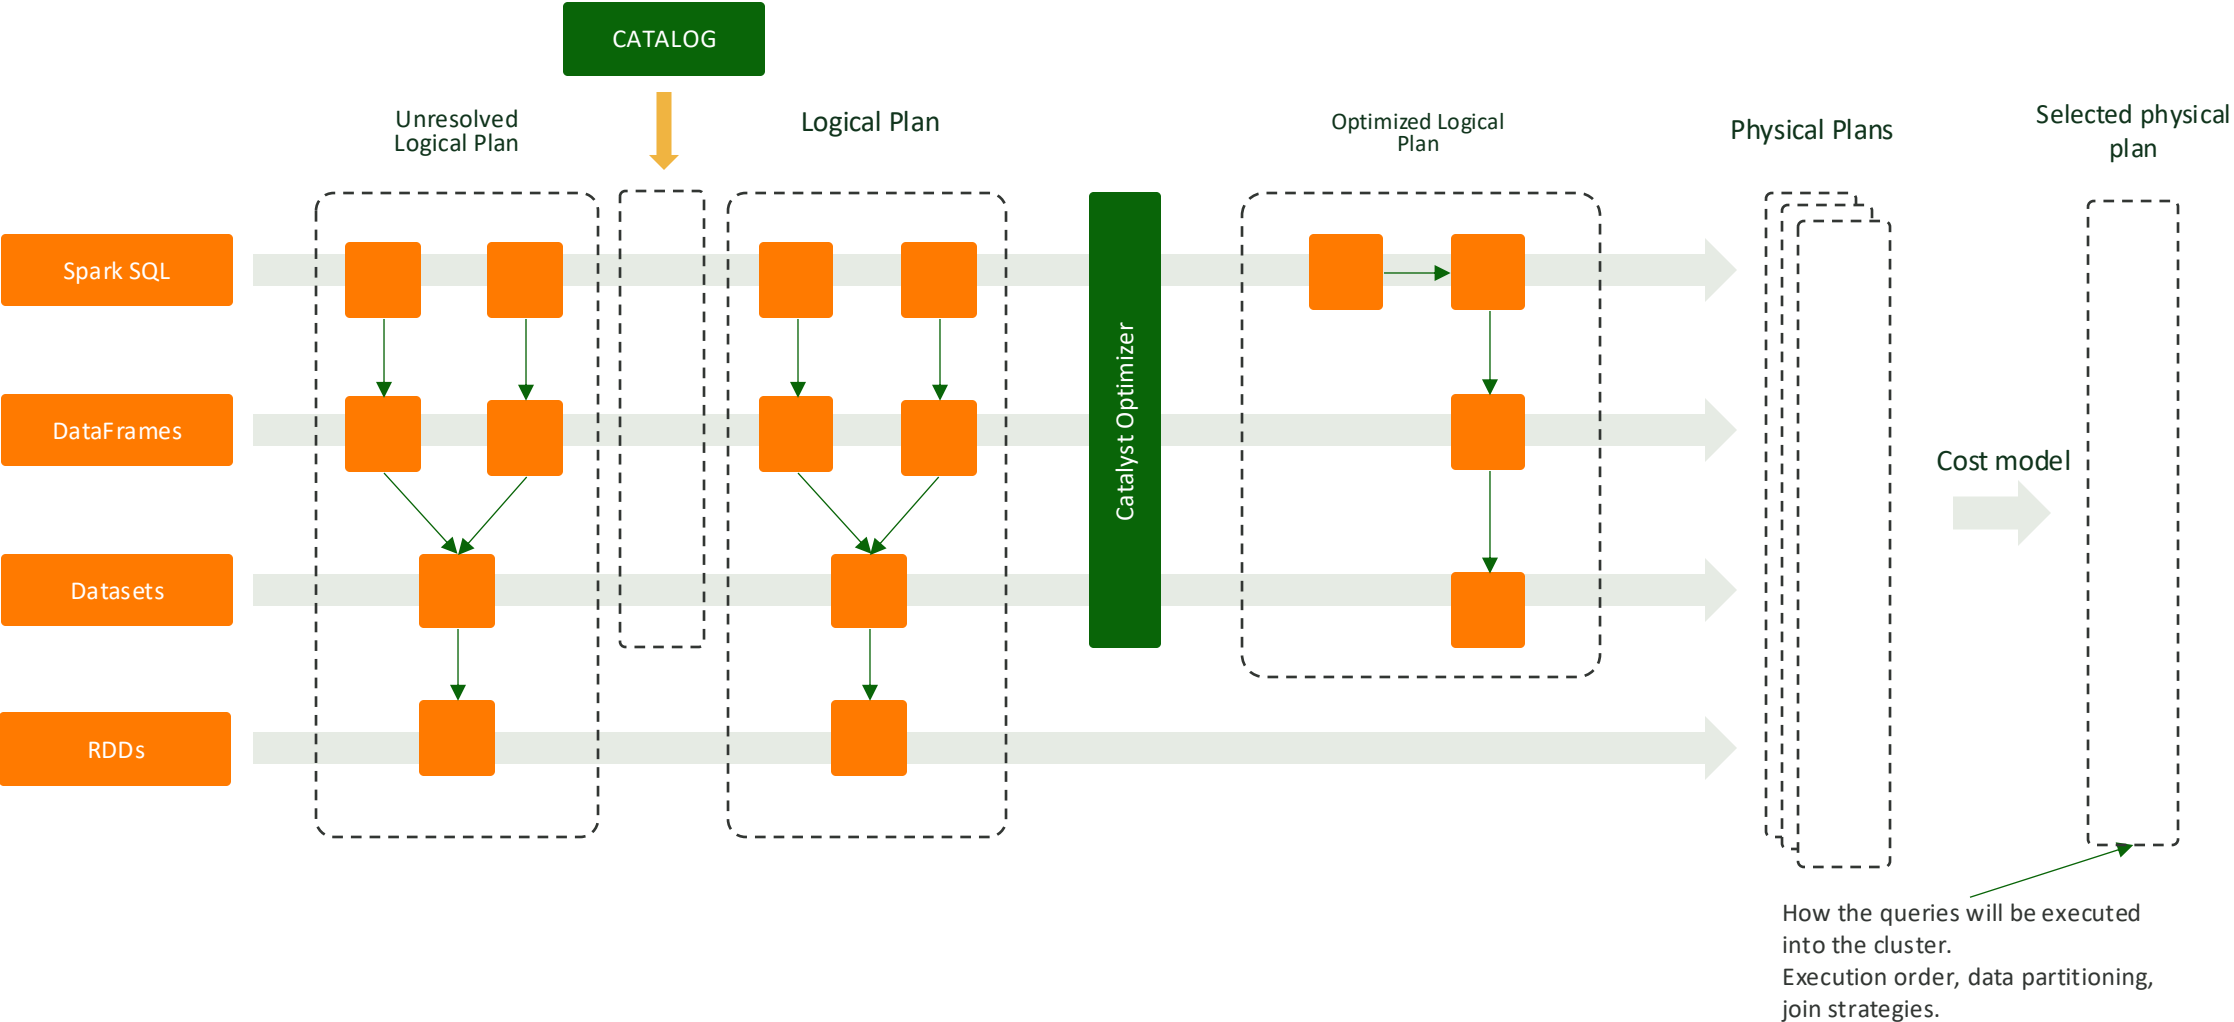 CATALOG
Unresolved
Logical Plan
Logical Plan
Optimized Logical
Plan
Physical Plans
Selected physical
plan
Spark SQL
DataFrames
Datasets
RDDs
Catalyst Optimizer
Cost model
How the queries will be executed
into the cluster.
Execution order, data partitioning,
join strategies.